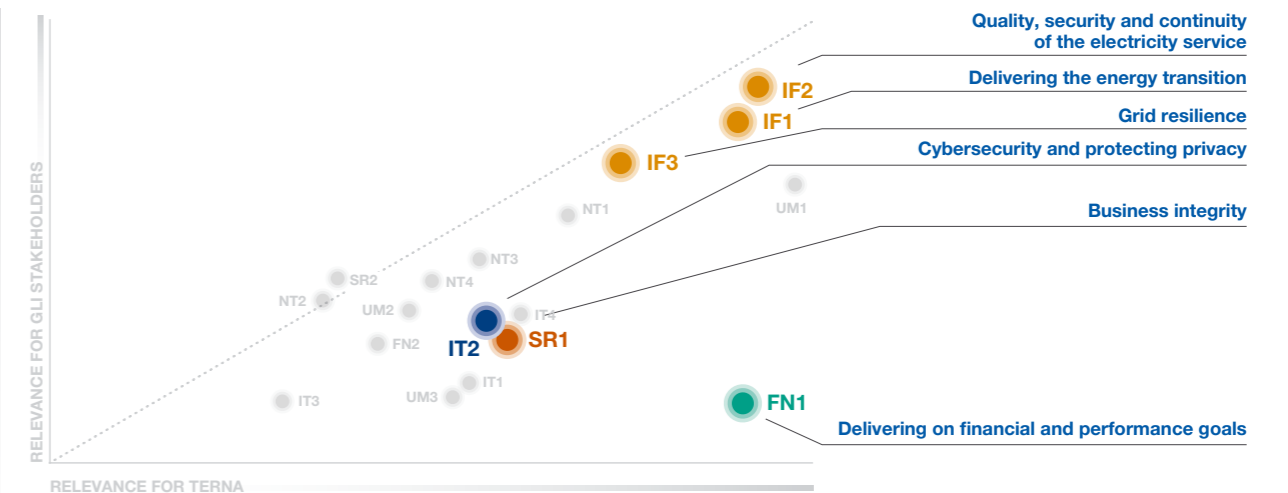 Quality, security and continuity
of the electricity service
Delivering the energy transition
IF2
IF1
Grid resilience
Cybersecurity and protecting privacy
IF3
UM1
NT1
Business integrity
NT3
SR2
NT4
NT2
UM2
IT4
SR1
IT2
FN2
IT1
UM3
IT3
FN1
Delivering on financial and performance goals
RELEVANCE FOR GLI STAKEHOLDERS
RELEVANCE FOR TERNA